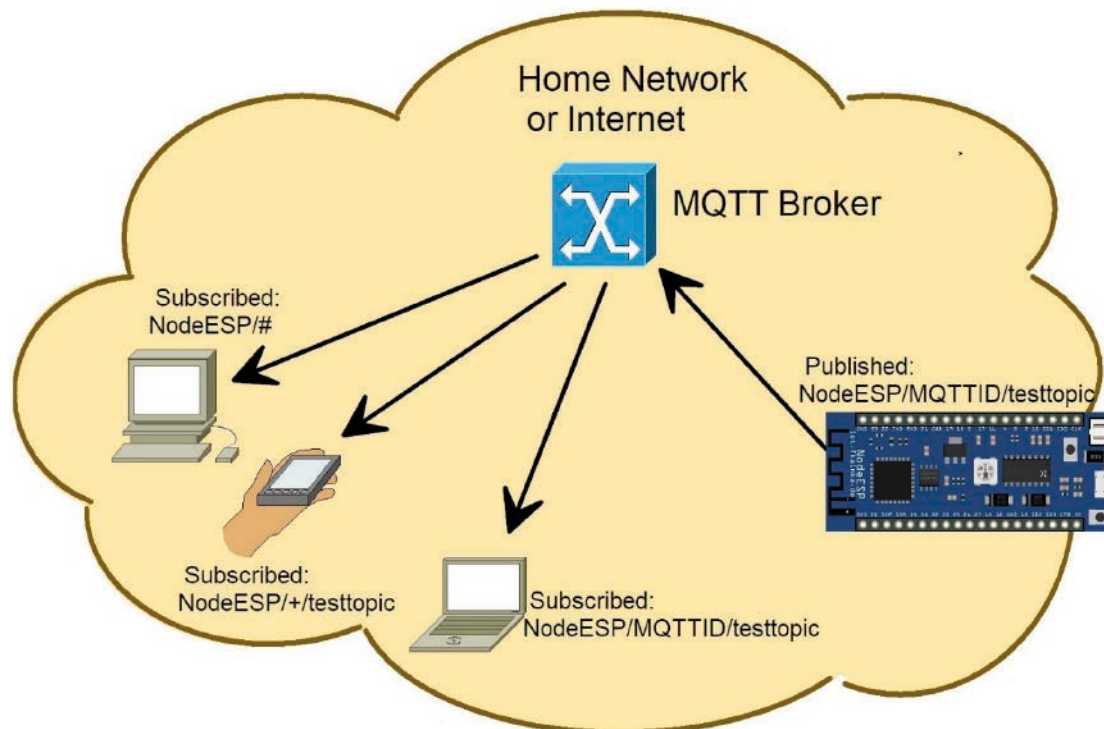 Home Network
or Internet
MQTT Broker
Subscribed:
NodeESP/#
Published:
NodeESP/MQTTID/testtopic
NodeESP
Subscribed:
NodeESP/+/testtopic
Subscribed:
NodeESP/MQTTID/testtopic